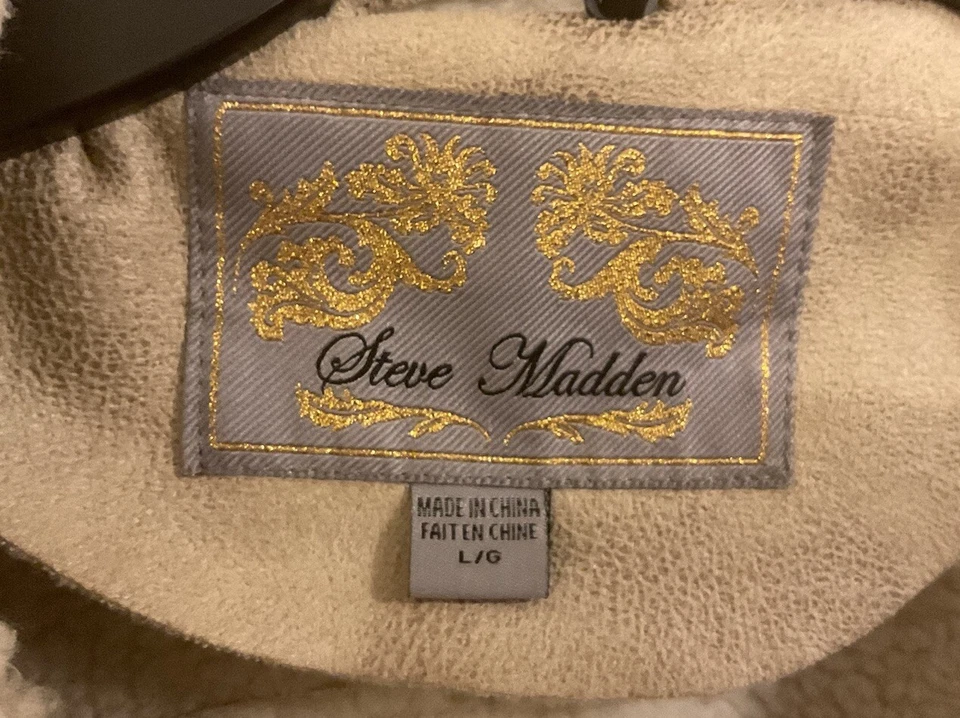 Steve Madden
MADE IN CHINA
FAIT EN CHINE
L/G